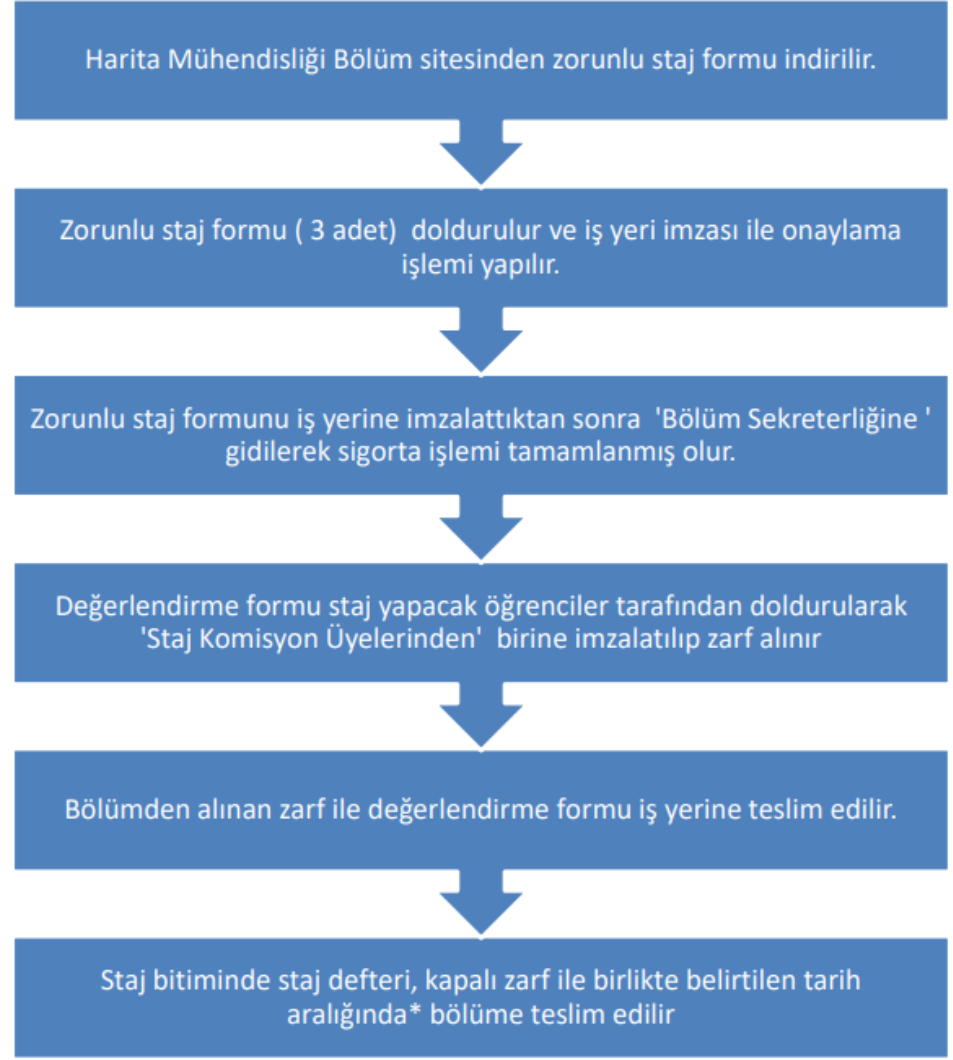 Harita Mühendisliği Bölüm sitesinden zorunlu staj formu indirilir.
Zorunlu staj formu ( 3 adet)  doldurulur ve iş yeri imzası ile onaylama
işlemi yapılır.
Zorunlu staj formunu iş yerine imzalattıktan sonra  'Bölüm Sekreterliğine '
gidilerek sigorta işlemi tamamlanmış olur.
Değerlendirme formu staj yapacak öğrenciler tarafından doldurularak
'Staj Komisyon Üyelerinden'  birine imzalatılıp zarf alınır
Bölümden alınan zarf ile değerlendirme formu iş yerine teslim edilir.
Staj bitiminde staj defteri, kapalı zarf ile birlikte belirtilen tarih
aralığında* bölüme teslim edilir